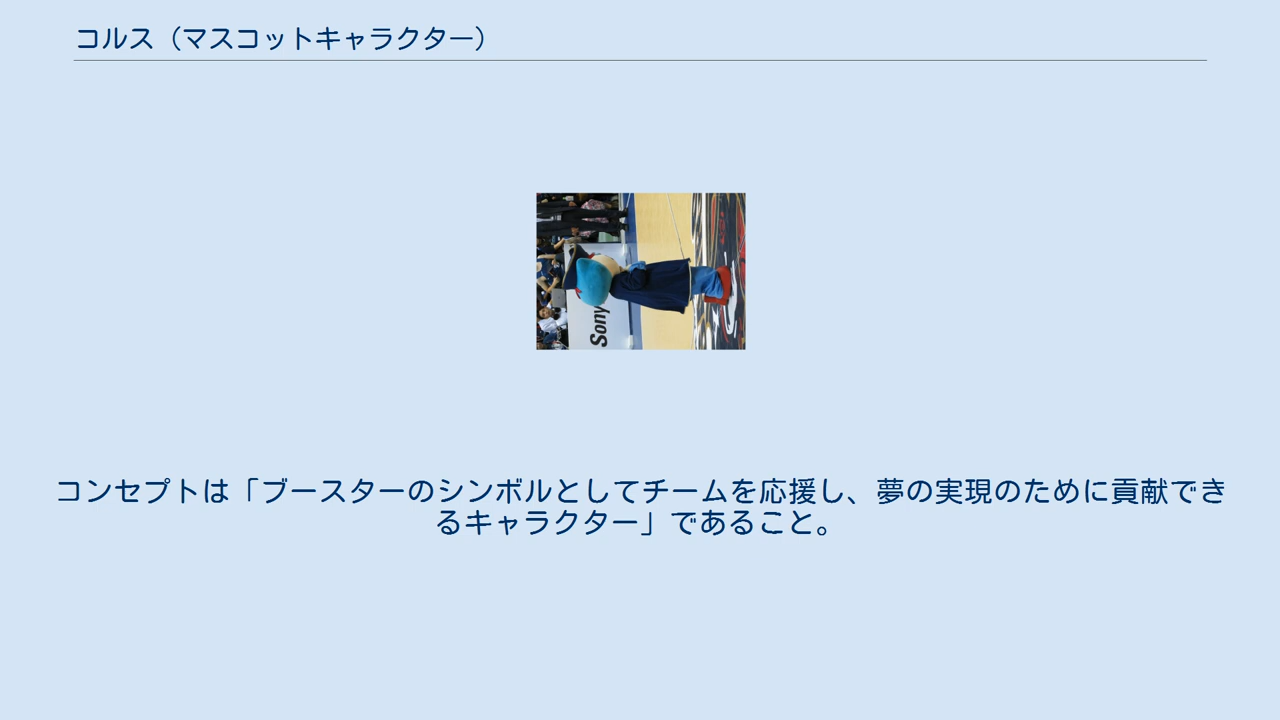 コルス（マスコットキャラクター）
Sony
コンセプトは「ブースターのシンボルとしてチームを応援し、夢の実現のために貢献でき
るキャラクター」であること。